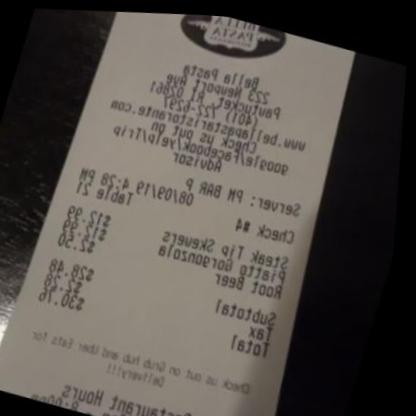 BELLA
PASTA
Bella Pasta
223 Newport Ave
Pawtucket, RI 02861
(401) 722-6297
www.bellapastaristorante.com
Check us out on
google/Facebook/yelp/Trip
Advisor
Server: PM BAR P 08/09/19 4:28 PM
Check #4 Table 21
Steak Tip Skewers $12.99
Piatto Gorgonzola $12.99
Root Beer $2.50
Subtotal $28.48
Tax $2.28
Total $30.76
Check us out on Grub hub and Uber Eats for
Delivery!!!
Restaurant Hours